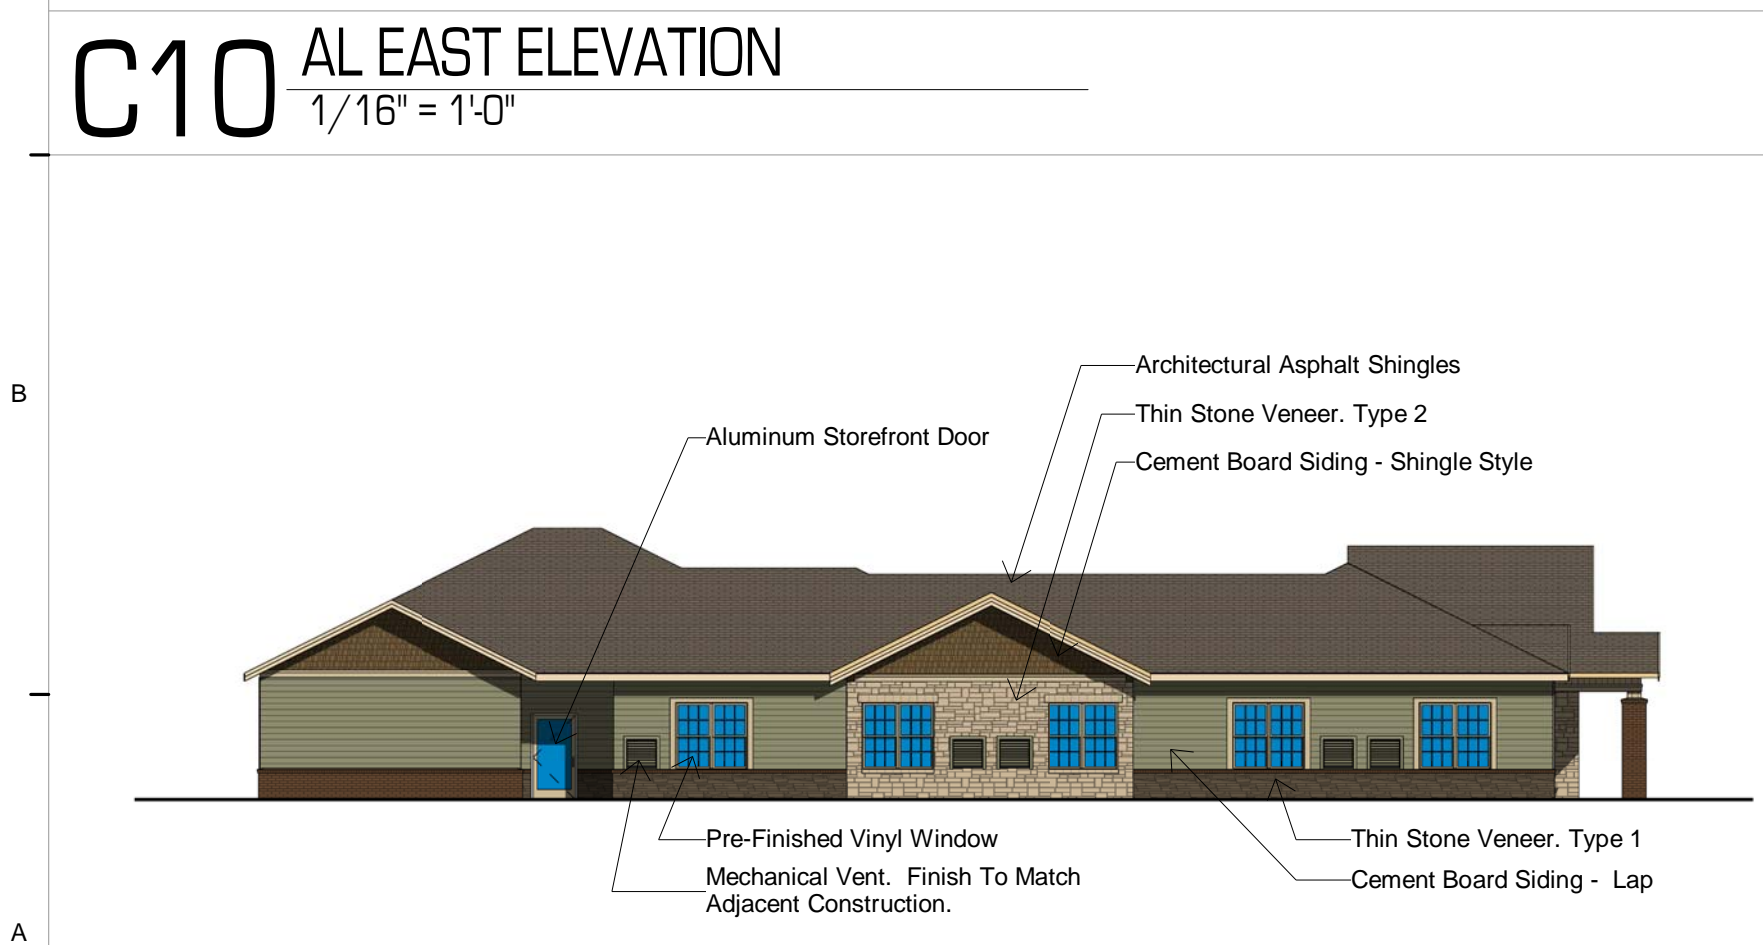 C10
AL EAST ELEVATION
1/16" = 1'-0"
B
Architectural Asphalt Shingles
Thin Stone Veneer. Type 2
Aluminum Storefront Door
Cement Board Siding - Shingle Style
Pre-Finished Vinyl Window
Thin Stone Veneer. Type 1
Mechanical Vent.  Finish To Match
Adjacent Construction.
Cement Board Siding -  Lap
A